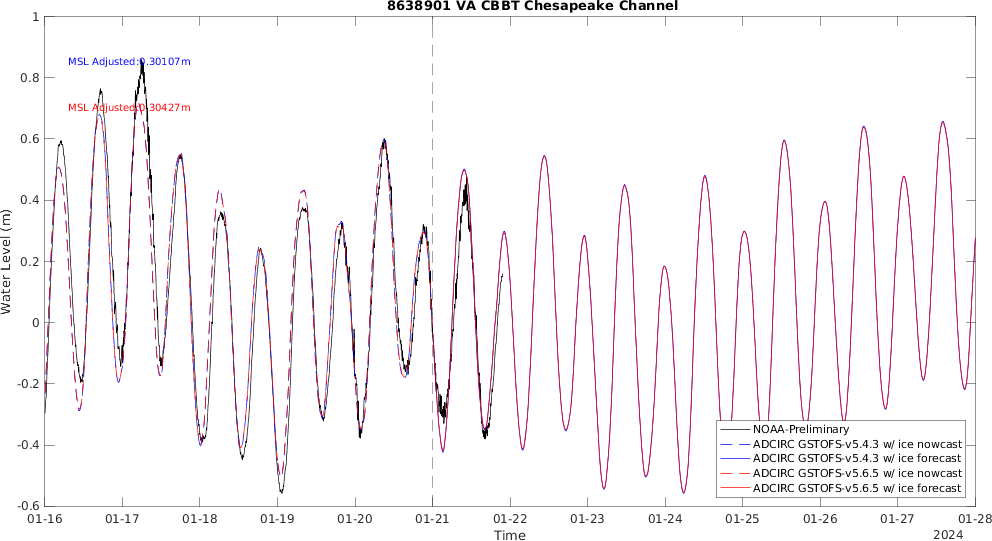 8638901 VA CBBT Chesapeake Channel
1
0.8
0.6
0.4
0.2
0
-0.2
-0.4
-0.6
Water Level (m)
MSL Adjusted:0.30107m
MSL Adjusted:0.30427m
NOAA-Preliminary
ADCIRC GSTOFS-v5.4.3 w/ ice nowcast
ADCIRC GSTOFS-v5.4.3 w/ ice forecast
ADCIRC GSTOFS-v5.6.5 w/ ice nowcast
ADCIRC GSTOFS-v5.6.5 w/ ice forecast
01-16 01-17 01-18 01-19 01-20 01-21 01-22 01-23 01-24 01-25 01-26 01-27 01-28
Time
2024